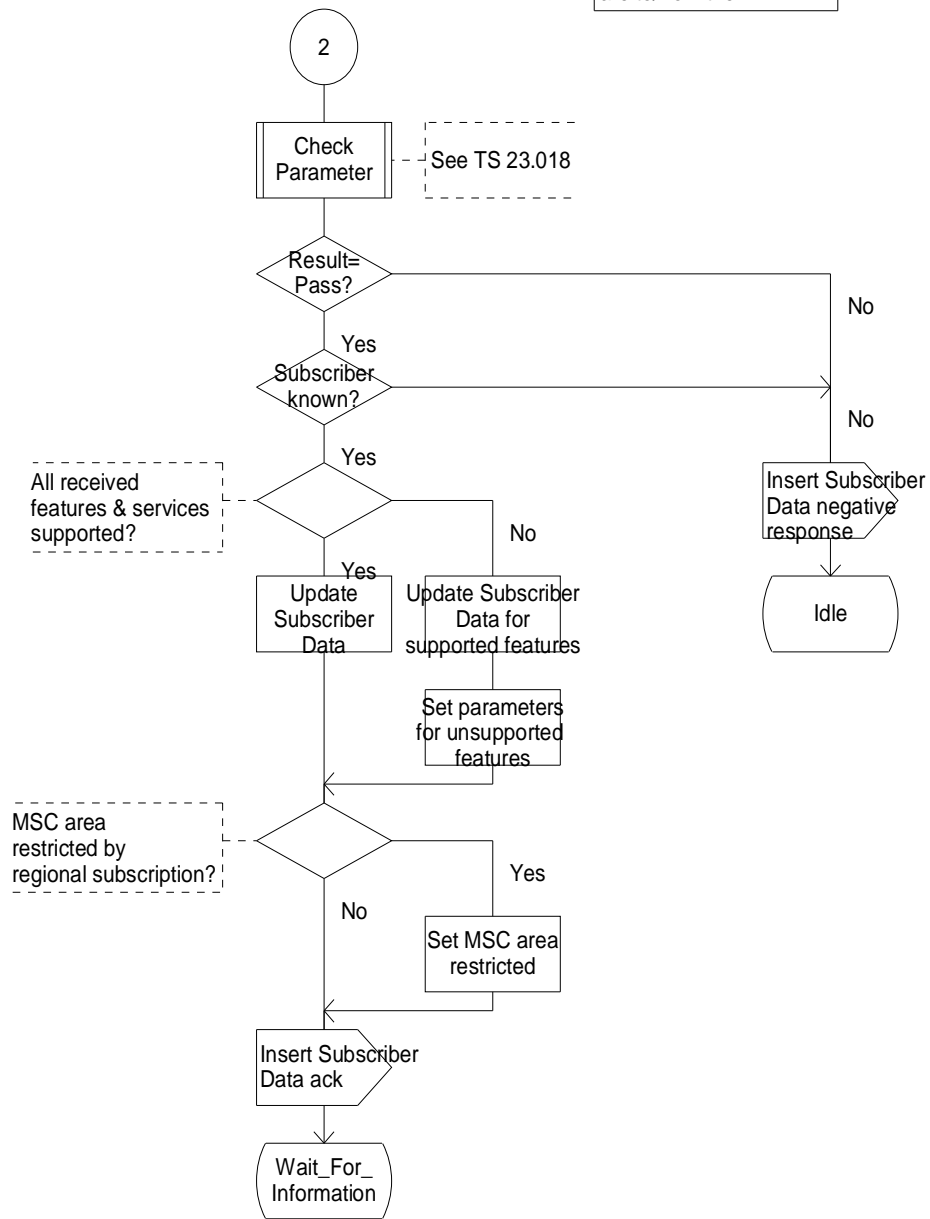 2
Check
Parameter
See TS 23.018
Result=
Pass?
No
Yes
Subscriber
known?
No
Yes
All received
features & services
supported?
Insert Subscriber
Data negative
response
No
Yes
Update
Subscriber
Data
Update Subscriber
Data for
supported features
Idle
Set parameters
for unsupported
features
MSC area
restricted by
regional subscription?
Yes
No
Set MSC area
restricted
Insert Subscriber
Data ack
Wait_For_
Information